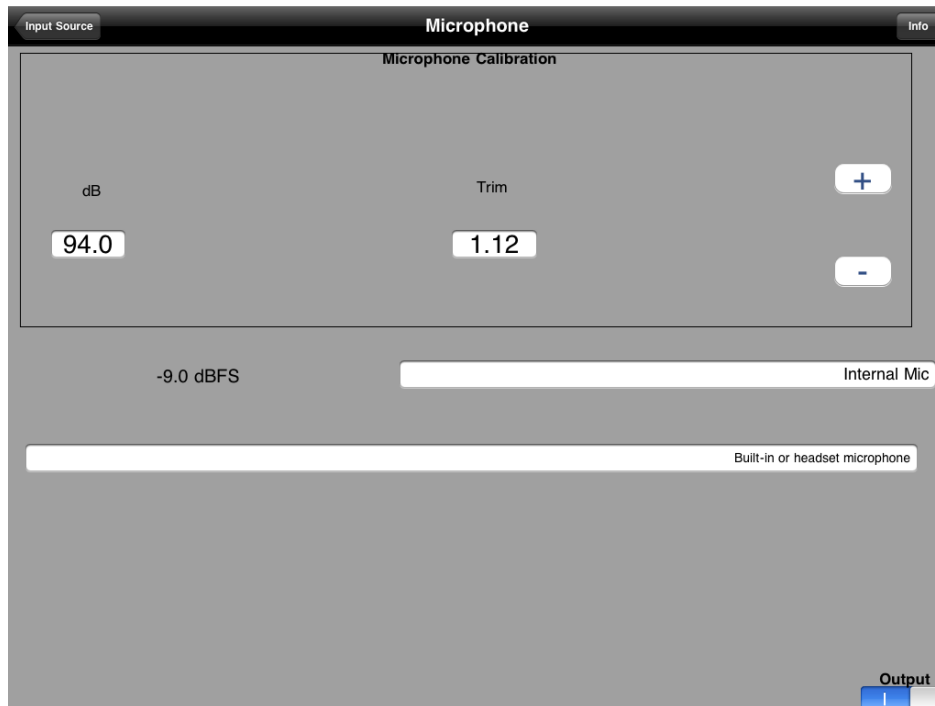 Input Source
Microphone
Info
Microphone Calibration
dB
Trim
+
94.0
1.12
-
-9.0 dBFS
Internal Mic
Built-in or headset microphone
Output
I